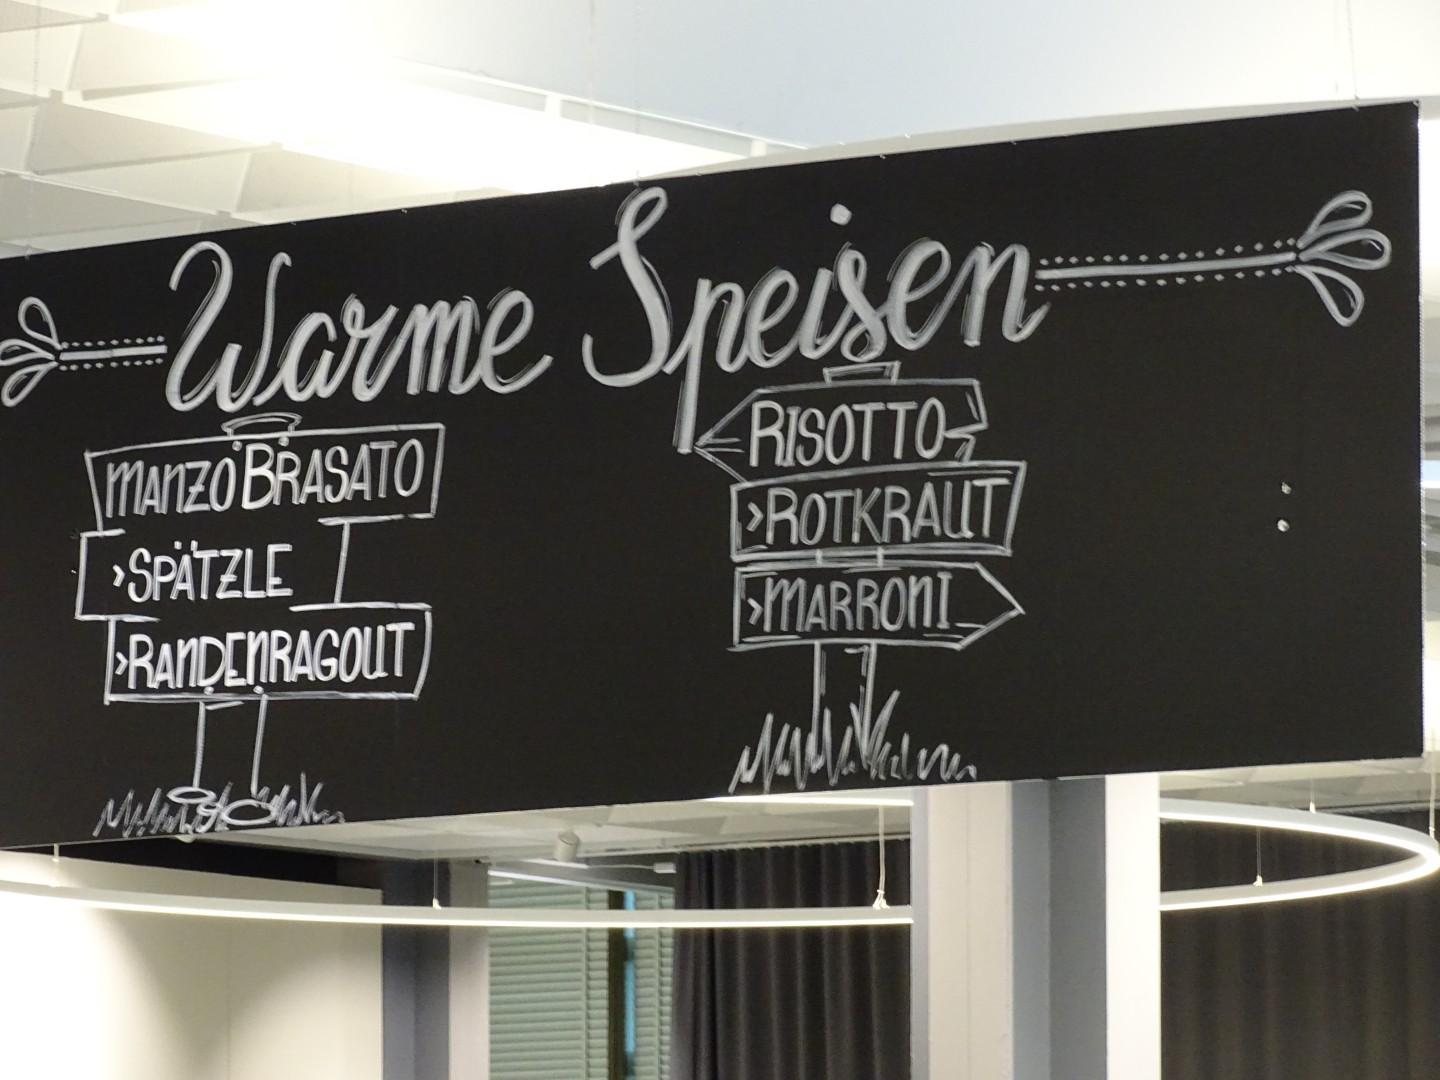 Warme Speisen
MANZO BRASATO
›SPÄTZLE
›RANDENRAGOUT
RISOTTO
›ROTKRAUT
›MARRONI